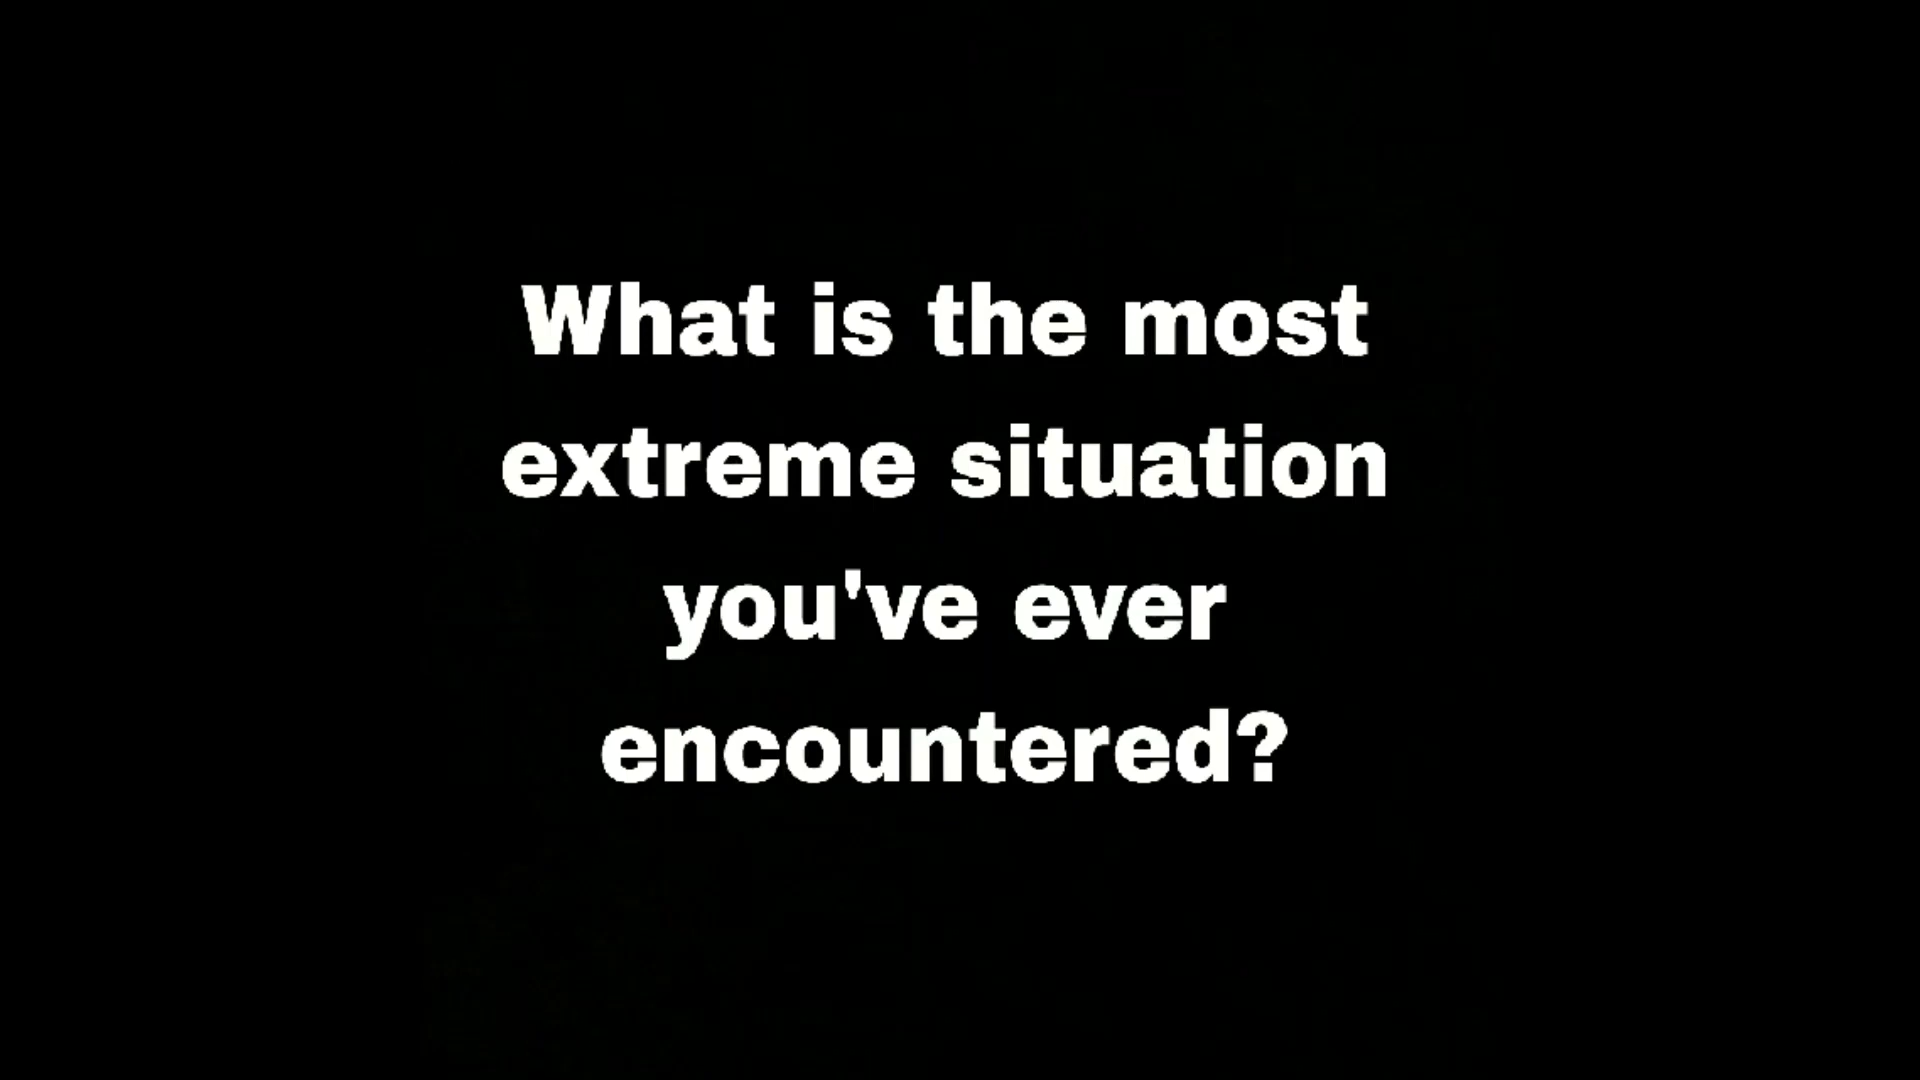 What is the most
extreme situation
you've ever
encountered?